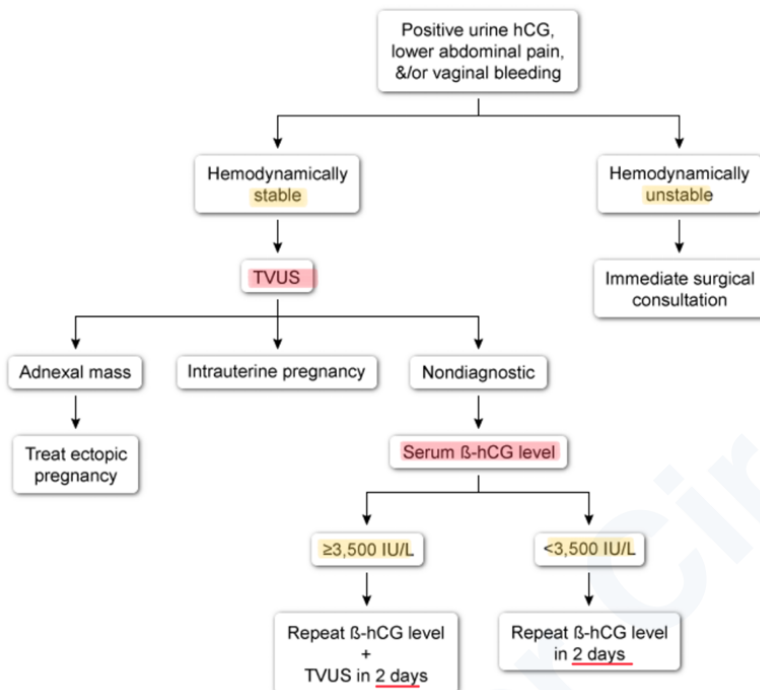 Positive urine hCG,
lower abdominal pain,
&/or vaginal bleeding
Hemodynamically
stable
Hemodynamically
unstable
TVUS
Immediate surgical
consultation
Adnexal mass
Intrauterine pregnancy
Nondiagnostic
Treat ectopic
pregnancy
Serum ß-hCG level
≥3,500 IU/L
<3,500 IU/L
Repeat ß-hCG level
+
TVUS in 2 days
Repeat ß-hCG level
in 2 days